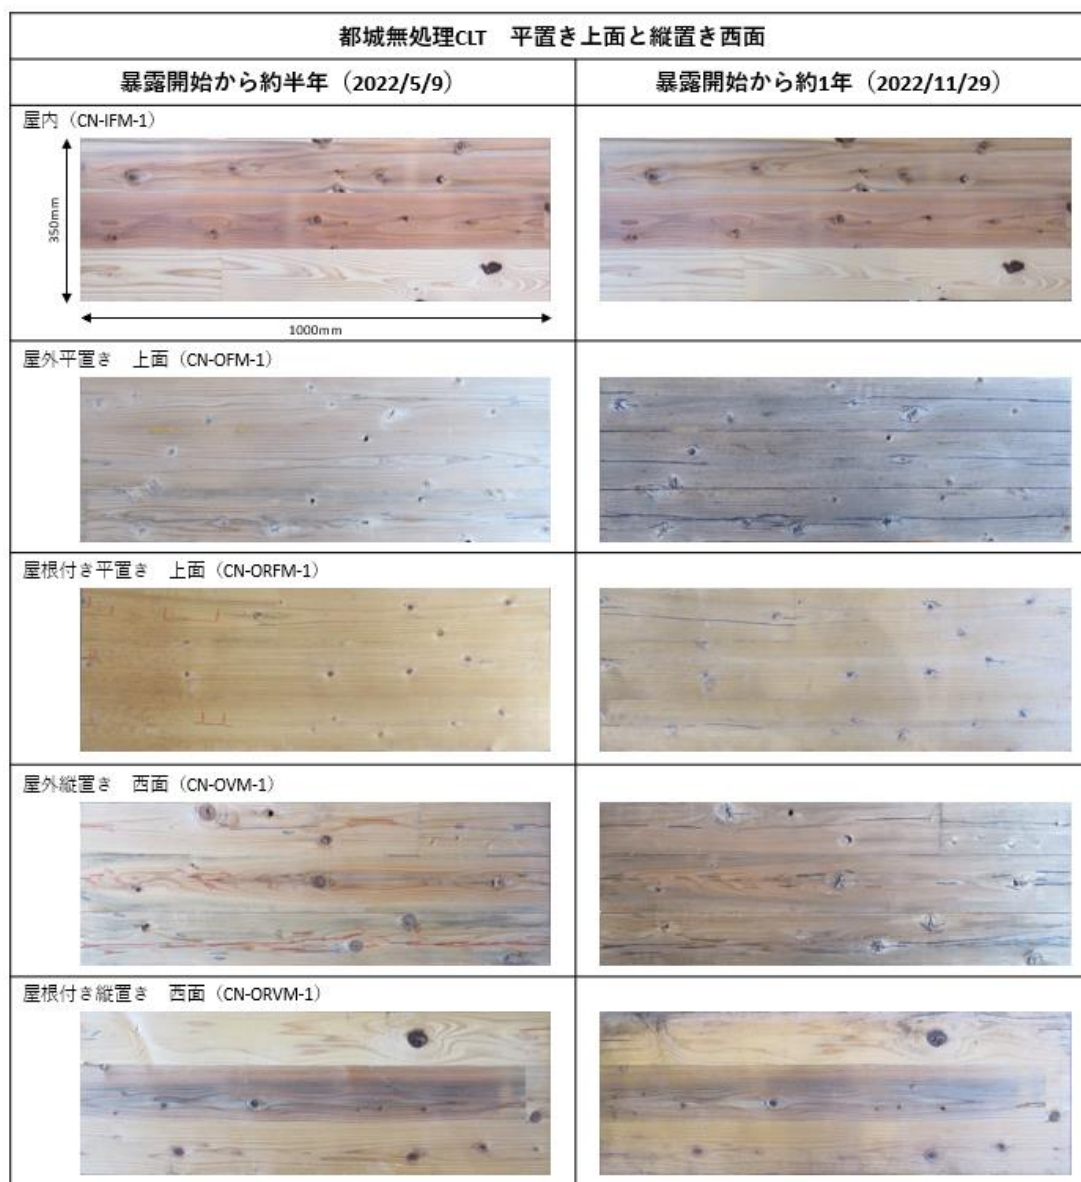 都城無処理CLT　平置き上面と縦置き西面
暴露開始から約半年（2022/5/9）
暴露開始から約1年（2022/11/29）
屋内（CN-IFM-1）
350mm
1000mm
屋外平置き　上面（CN-OFM-1）
屋根付き平置き　上面（CN-ORFM-1）
屋外縦置き　西面（CN-OVM-1）
屋根付き縦置き　西面（CN-ORVM-1）